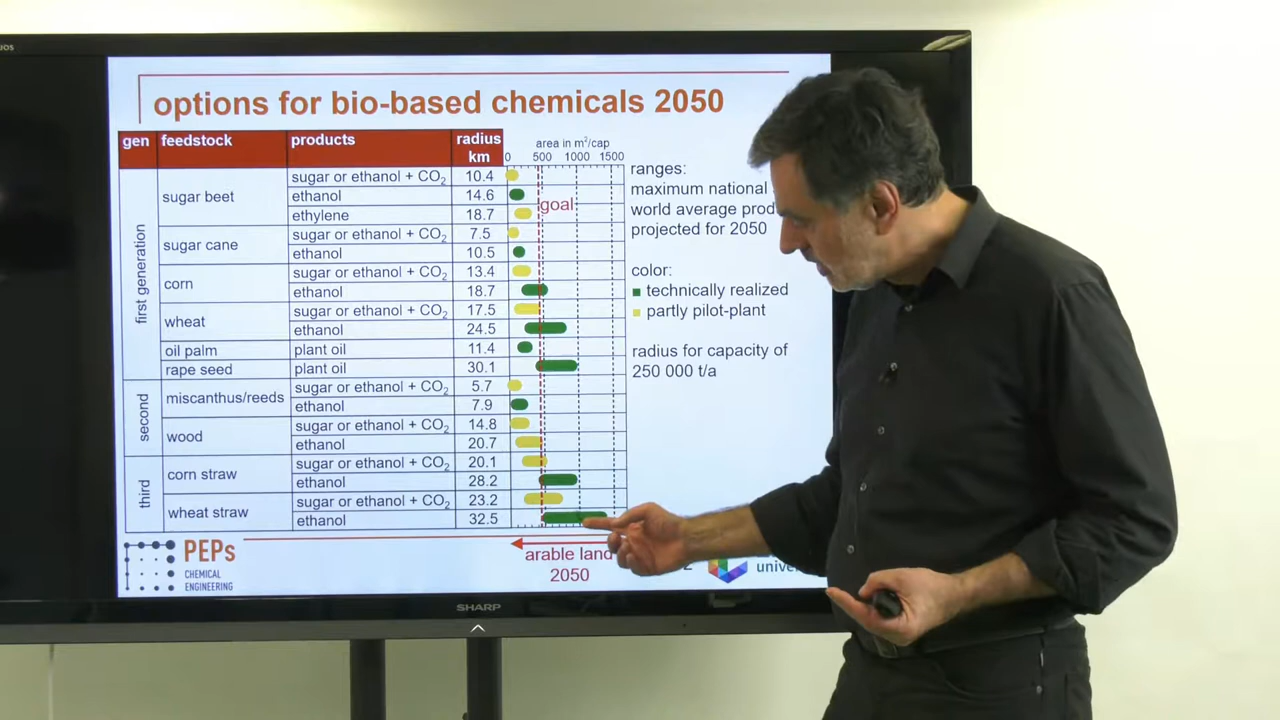 options for bio-based chemicals 2050
gen feedstock products radius km
area in m²/cap
0 500 1000 1500
goal
first generation
sugar beet
sugar or ethanol + CO₂ 10.4
ethanol 14.6
ethylene 18.7
sugar cane
sugar or ethanol + CO₂ 7.5
ethanol 10.5
corn
sugar or ethanol + CO₂ 13.4
ethanol 18.7
wheat
sugar or ethanol + CO₂ 17.5
ethanol 24.5
oil palm plant oil 11.4
rape seed plant oil 30.1
second
miscanthus/reeds
sugar or ethanol + CO₂ 5.7
ethanol 7.9
wood
sugar or ethanol + CO₂ 14.8
ethanol 20.7
third
corn straw
sugar or ethanol + CO₂ 20.1
ethanol 28.2
wheat straw
sugar or ethanol + CO₂ 23.2
ethanol 32.5
ranges:
maximum national
world average prod
projected for 2050
color:
technically realized
partly pilot-plant
radius for capacity of
250 000 t/a
arable land
2050
PEPs
CHEMICAL
ENGINEERING
univer
SHARP